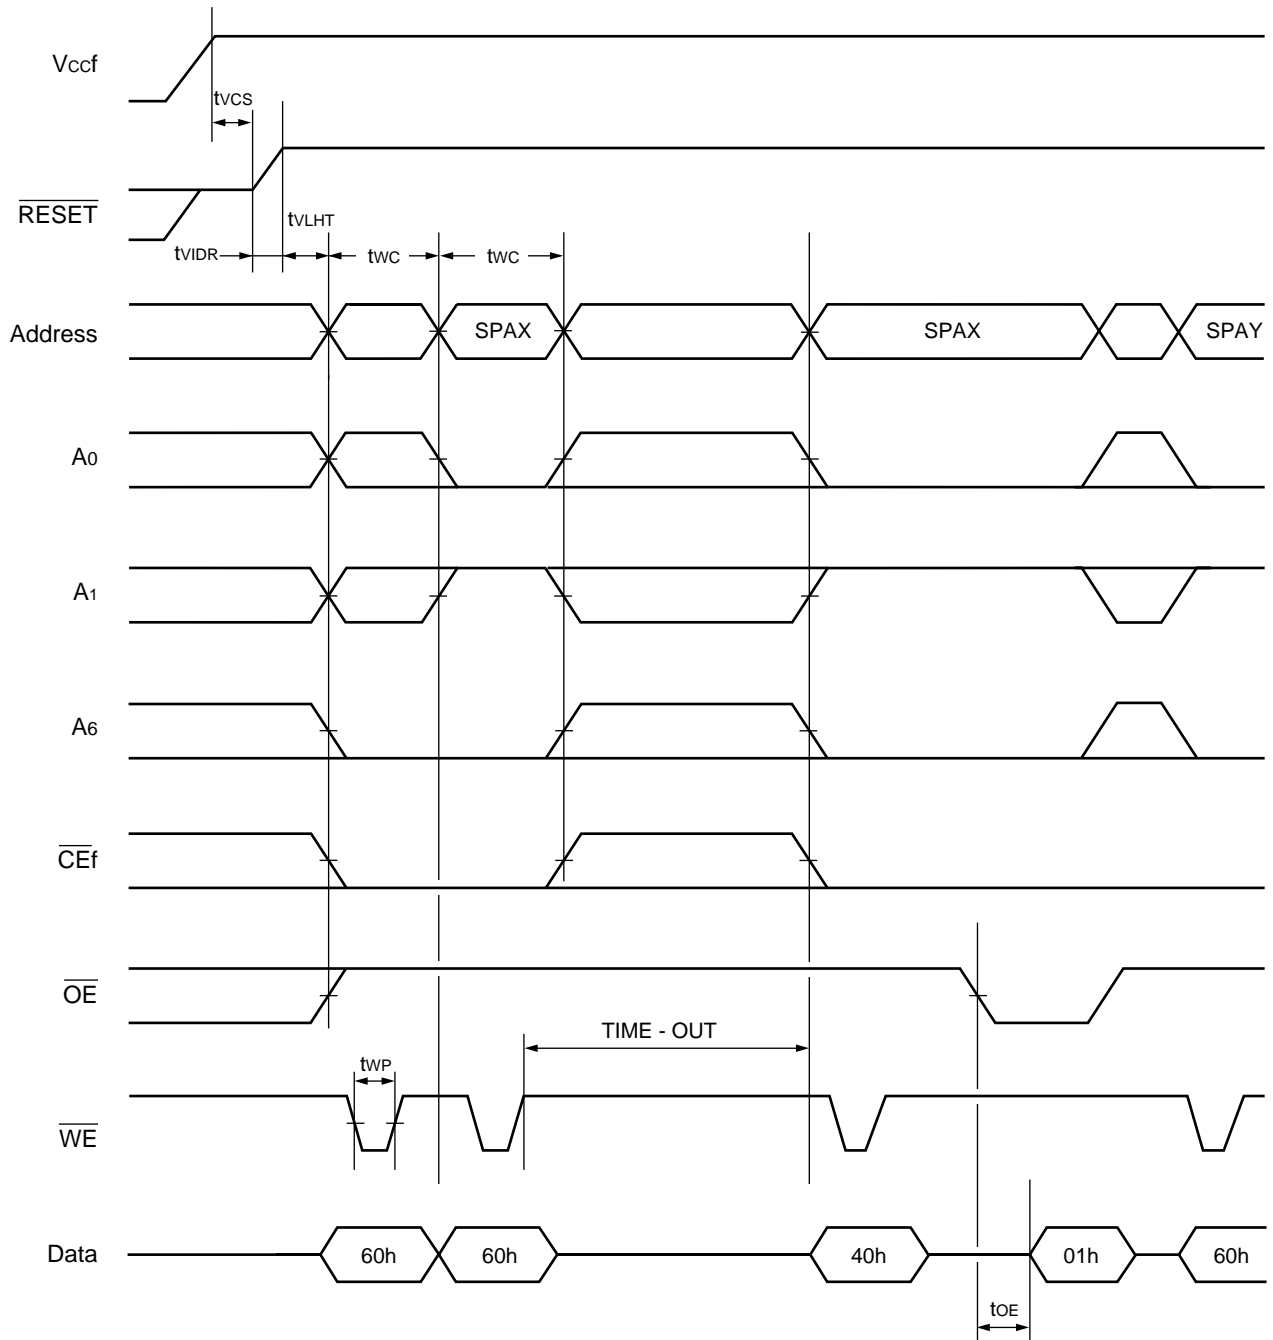 Vccf
tVCS
RESET
tVLHT
tVIDR
tWC
tWC
Address
SPAX
SPAX
SPAY
A0
A1
A6
CEf
OE
TIME - OUT
tWP
WE
Data
60h
60h
40h
01h
60h
tOE